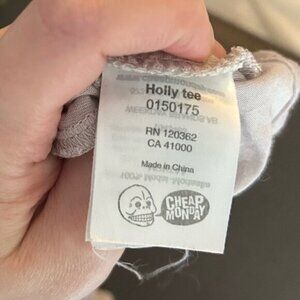 Holly tee
0150175
RN 120362
CA 41000
Made in China
CHEAP
MONDAY